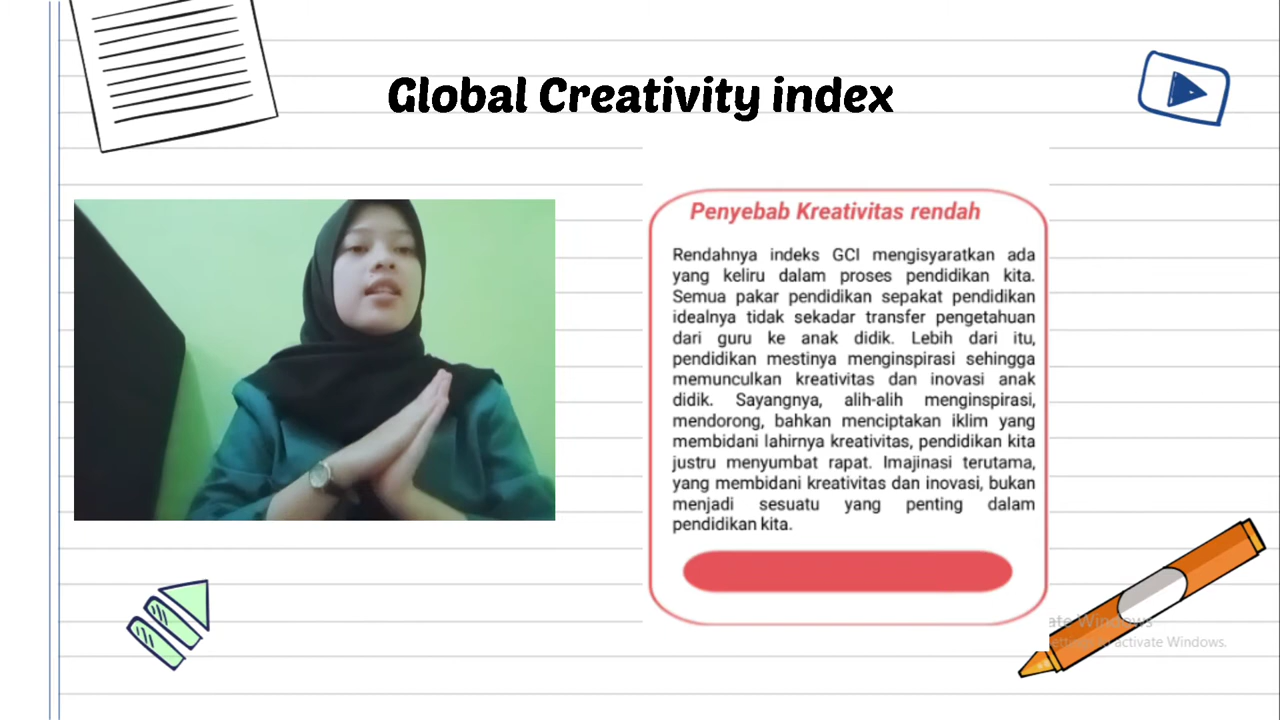 Global Creativity index
Penyebab Kreativitas rendah
Rendahnya indeks GCI mengisyaratkan ada
yang keliru dalam proses pendidikan kita.
Semua pakar pendidikan sepakat pendidikan
idealnya tidak sekadar transfer pengetahuan
dari guru ke anak didik. Lebih dari itu,
pendidikan mestinya menginspirasi sehingga
memunculkan kreativitas dan inovasi anak
didik. Sayangnya, alih-alih menginspirasi,
mendorong, bahkan menciptakan iklim yang
membidani lahirnya kreativitas, pendidikan kita
justru menyumbat rapat. Imajinasi terutama,
yang membidani kreativitas dan inovasi, bukan
menjadi sesuatu yang penting dalam
pendidikan kita.
Windows
activate Windows.